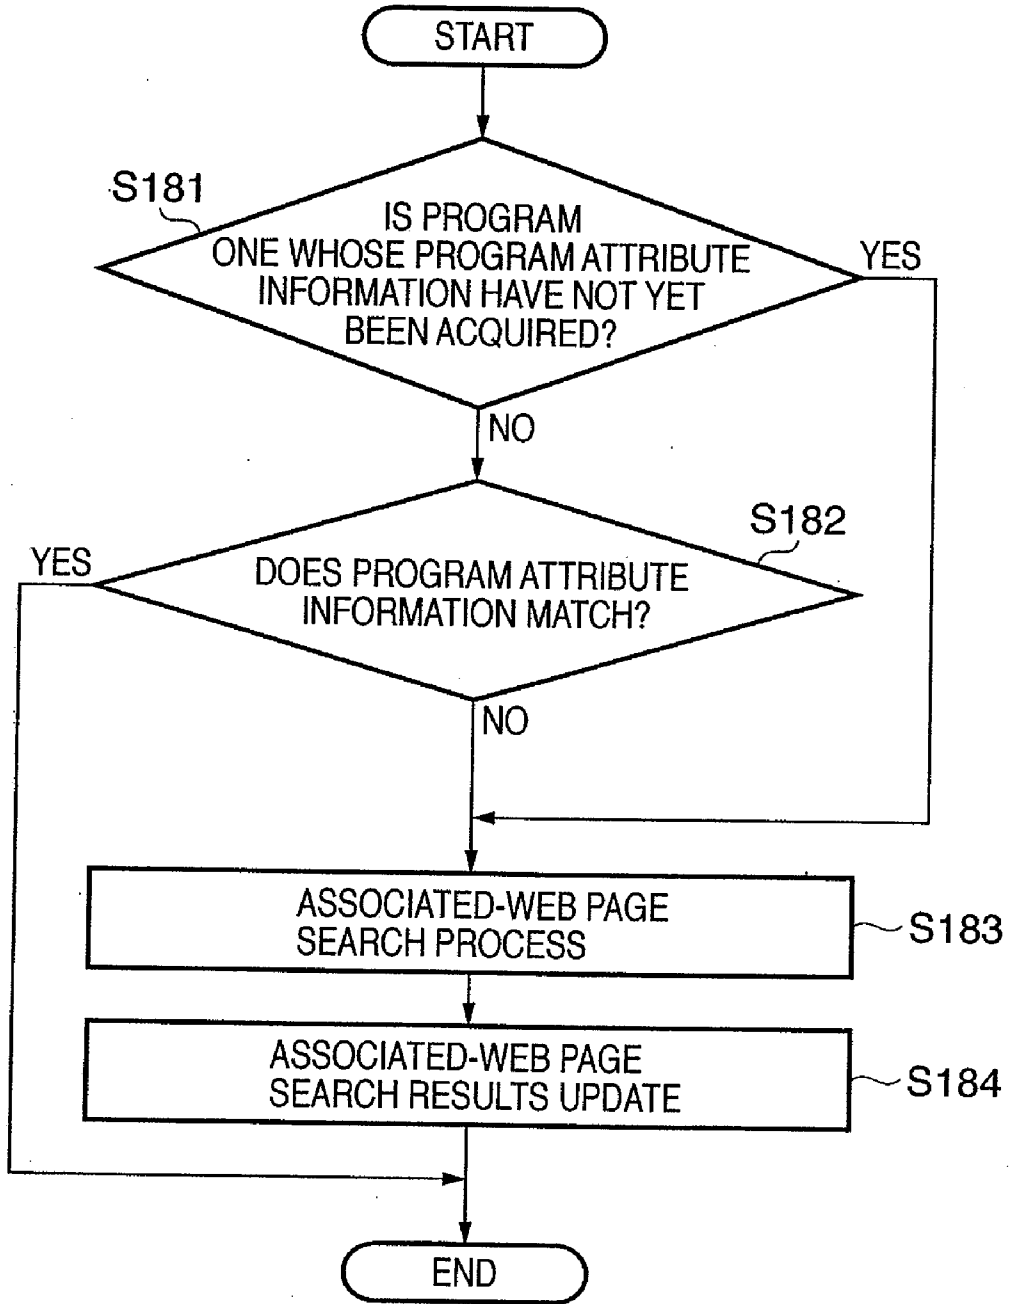 START
S181
IS PROGRAM
ONE WHOSE PROGRAM ATTRIBUTE
INFORMATION HAVE NOT YET
BEEN ACQUIRED?
YES
NO
S182
YES
DOES PROGRAM ATTRIBUTE
INFORMATION MATCH?
NO
ASSOCIATED-WEB PAGE
SEARCH PROCESS
S183
ASSOCIATED-WEB PAGE
SEARCH RESULTS UPDATE
S184
END